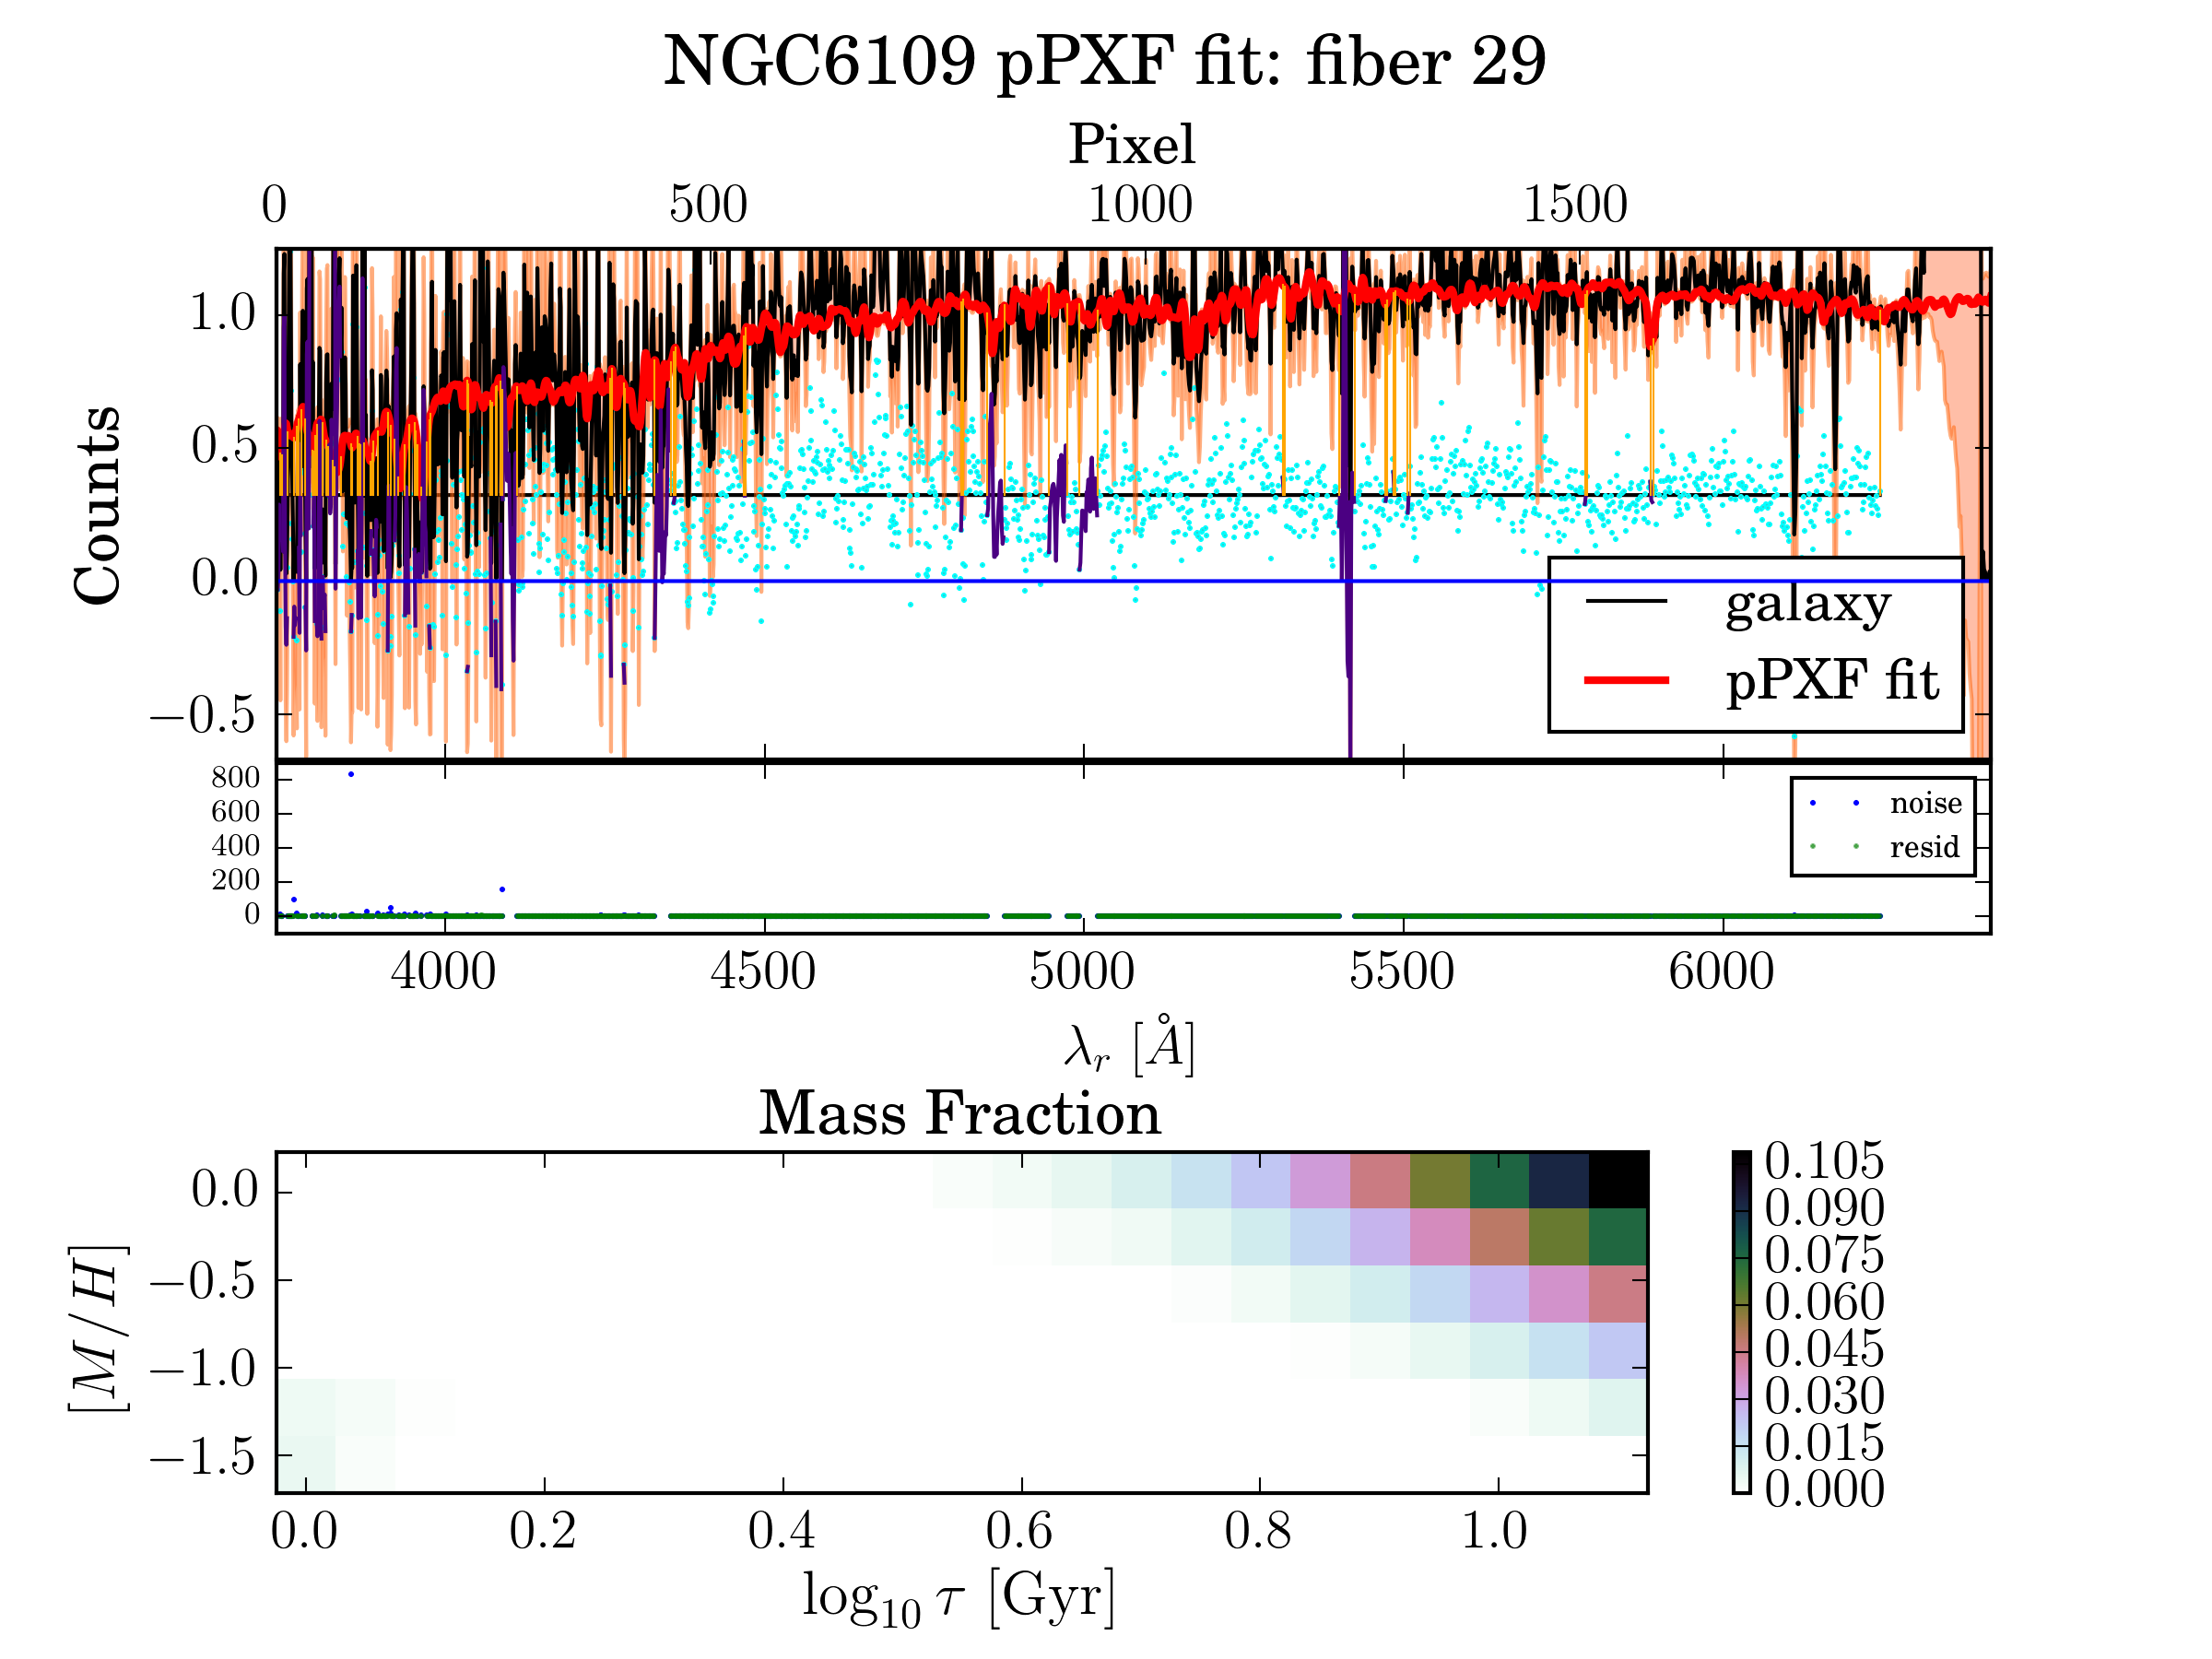 NGC6109 pPXF fit: fiber 29
Pixel
0 500 1000 1500
Counts
1.0
0.5
0.0
−0.5
galaxy
pPXF fit
800
600
400
200
0
noise
resid
4000 4500 5000 5500 6000
λr [Å]
Mass Fraction
[M/H]
0.0
−0.5
−1.0
−1.5
0.0 0.2 0.4 0.6 0.8 1.0
log10 τ [Gyr]
0.105
0.090
0.075
0.060
0.045
0.030
0.015
0.000